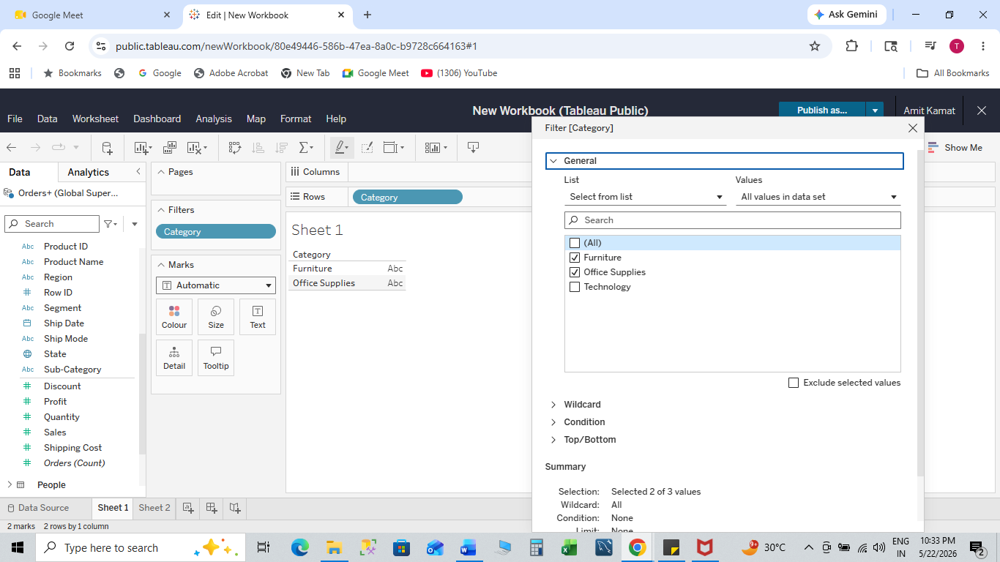 Google Meet
Edit | New Workbook
Ask Gemini
public.tableau.com/newWorkbook/80e49446-586b-47ea-8a0c-b9728c664163#1
T
Bookmarks
Google
Adobe Acrobat
New Tab
Google Meet
(1306) YouTube
All Bookmarks
New Workbook (Tableau Public)
Publish as...
Amit Kamat
File Data Worksheet Dashboard Analysis Map Format Help
Show Me
Data
Analytics
Orders+ (Global Super...
Search
Abc Product ID
Abc Product Name
Abc Region
Row ID
Abc Segment
Ship Date
Abc Ship Mode
State
Abc Sub-Category
Discount
Profit
Quantity
Sales
Shipping Cost
Orders (Count)
People
Pages
Filters
Category
Marks
Automatic
Colour
Size
Text
Detail
Tooltip
Columns
Rows
Category
Sheet 1
Category
Furniture Abc
Office Supplies Abc
Filter [Category]
General
List
Values
Select from list
All values in data set
Search
(All)
Furniture
Office Supplies
Technology
Exclude selected values
Wildcard
Condition
Top/Bottom
Summary
Selection: Selected 2 of 3 values
Wildcard: All
Condition: None
Limit: None
Data Source
Sheet 1
Sheet 2
2 marks 2 rows by 1 column
Type here to search
9+
30°C
ENG
IN
10:33 PM
5/22/2026
2